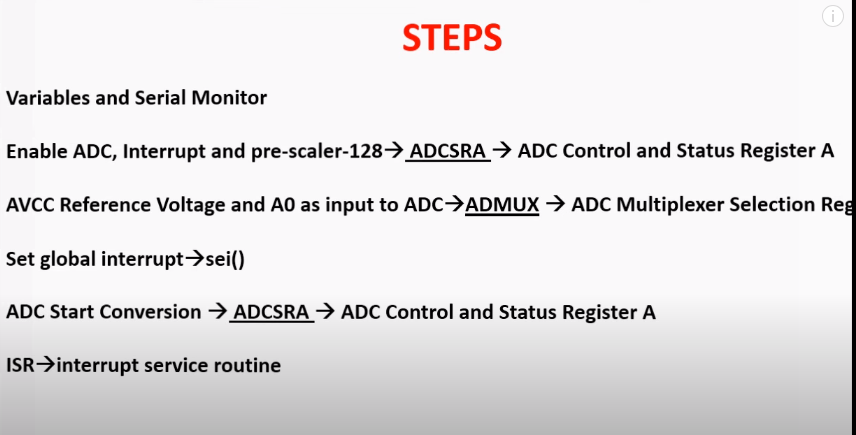 STEPS
Variables and Serial Monitor
Enable ADC, Interrupt and pre-scaler-128→ ADCSRA → ADC Control and Status Register A
AVCC Reference Voltage and A0 as input to ADC→ADMUX → ADC Multiplexer Selection Reg
Set global interrupt→sei()
ADC Start Conversion → ADCSRA → ADC Control and Status Register A
ISR→interrupt service routine